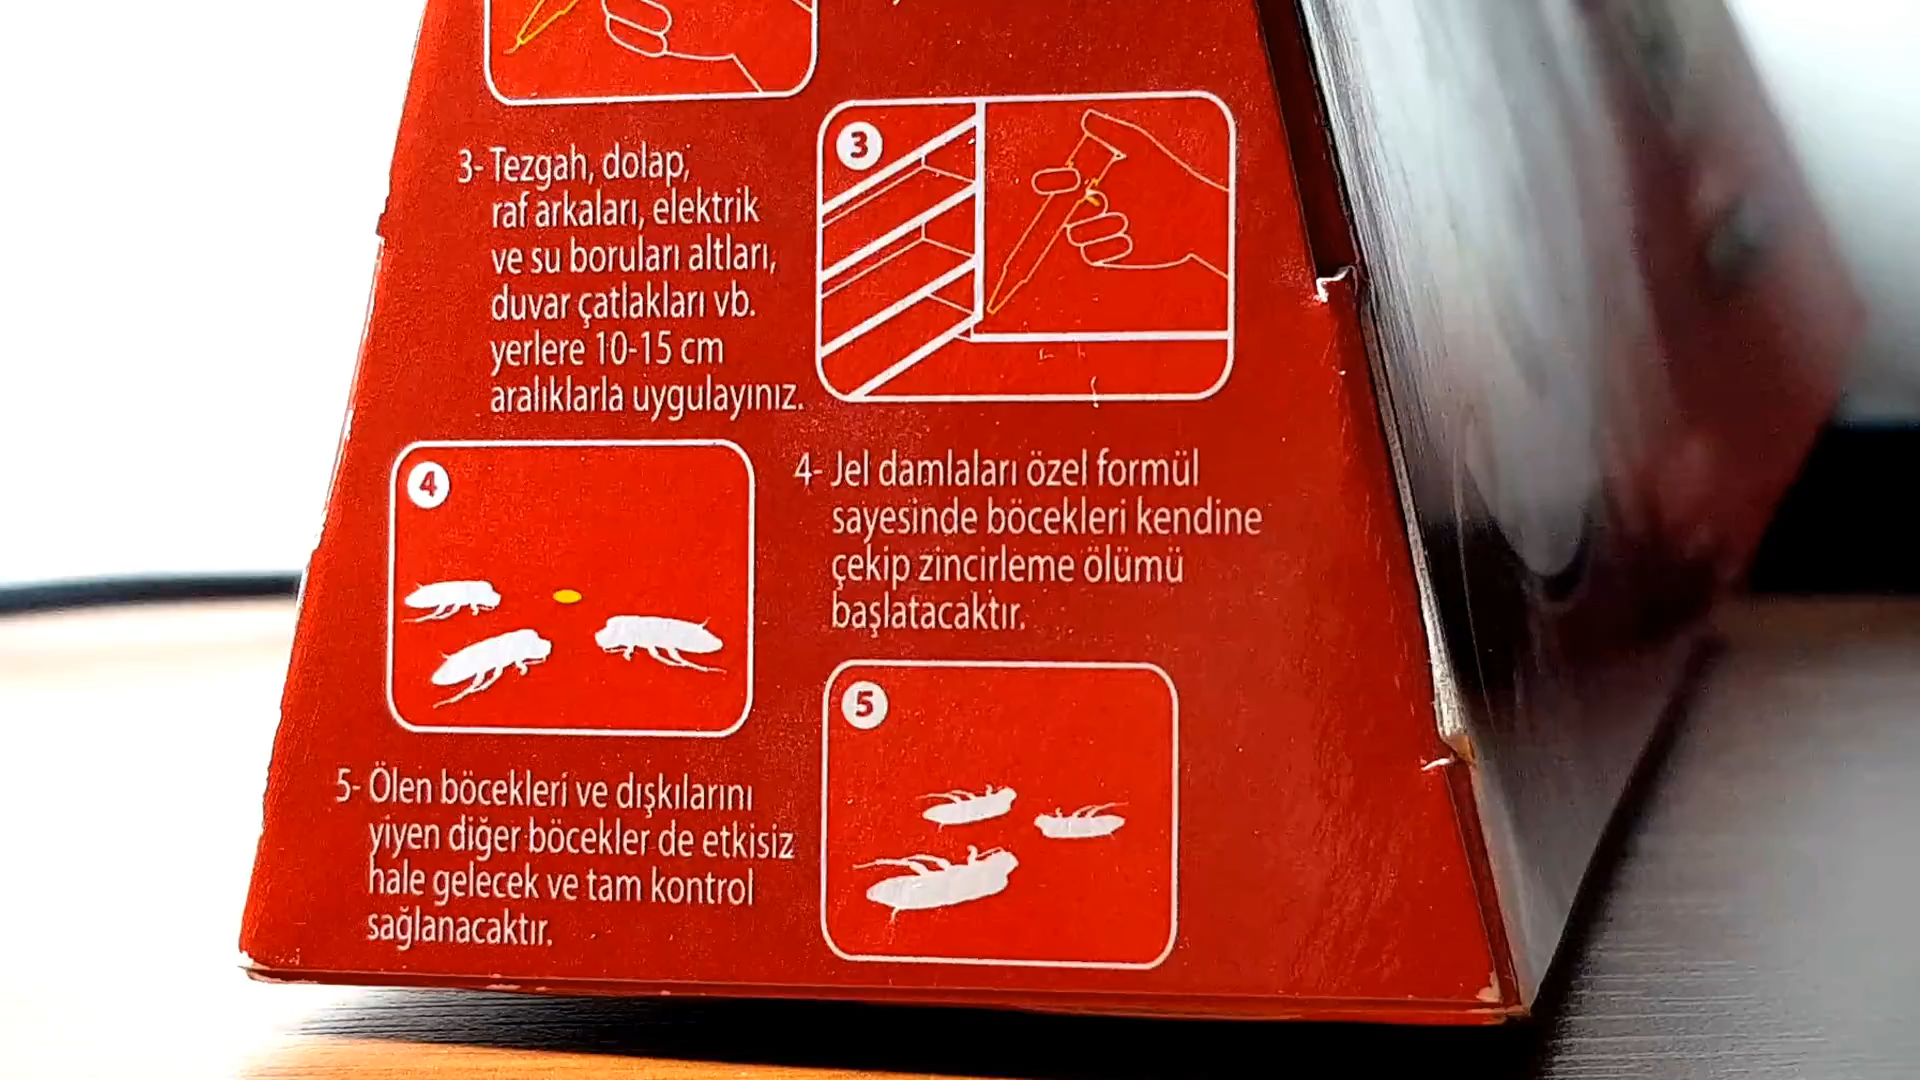 3
3- Tezgah, dolap,
raf arkaları, elektrik
ve su boruları altları,
duvar çatlakları vb.
yerlere 10-15 cm
aralıklarla uygulayınız.
4
4- Jel damlaları özel formül
sayesinde böcekleri kendine
çekip zincirleme ölümü
başlatacaktır.
5
5- Ölen böcekleri ve dışkılarını
yiyen diğer böcekler de etkisiz
hale gelecek ve tam kontrol
sağlanacaktır.